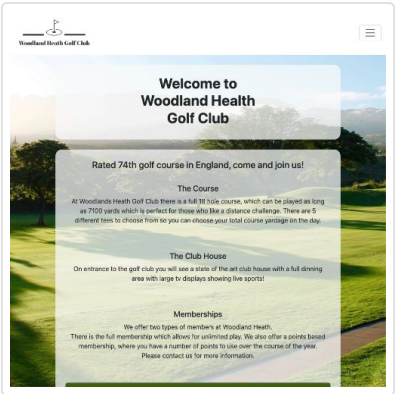 Woodland Heath Golf Club
Welcome to
Woodland Health
Golf Club
Rated 74th golf course in England, come and join us!
The Course
At Woodlands Heath Golf Club there is a full 18 hole course, which can be played as long
as 7100 yards which is perfect for those who like a distance challenge. There are 5
different tees to choose from so you can choose your total course yardage on the day.
The Club House
On entrance to the golf club you will see a state of the art club house with a full dinning
area with large tv displays showing live sports!
Memberships
We offer two types of members at Woodland Heath.
There is the full membership which allows for unlimited play. We also offer a points based
membership, where you have a number of points to use over the course of the year.
Please contact us for more information.